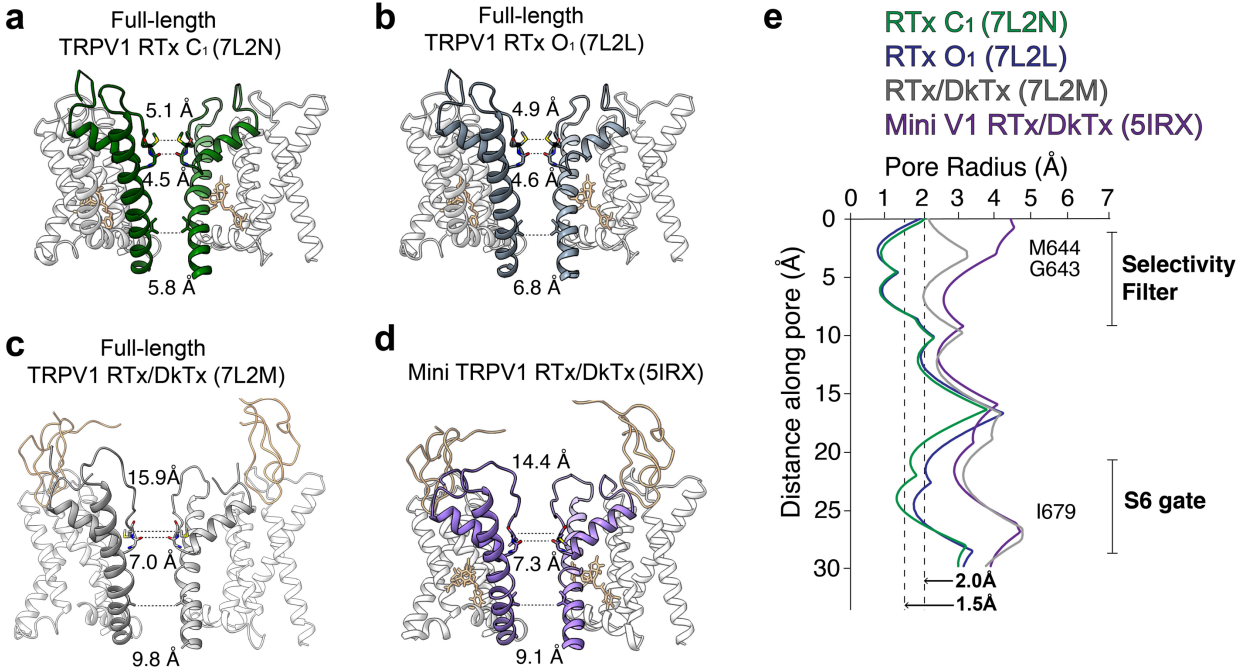 a
Full-length
TRPV1 RTx C1 (7L2N)
5.1 Å
4.5 Å
5.8 Å
b
Full-length
TRPV1 RTx O1 (7L2L)
4.9 Å
4.6 Å
6.8 Å
c
Full-length
TRPV1 RTx/DkTx (7L2M)
15.9Å
7.0 Å
9.8 Å
d
Mini TRPV1 RTx/DkTx (5IRX)
14.4 Å
7.3 Å
9.1 Å
e
RTx C1 (7L2N)
RTx O1 (7L2L)
RTx/DkTx (7L2M)
Mini V1 RTx/DkTx (5IRX)
Pore Radius (Å)
0 1 2 3 4 5 6 7
Distance along pore (Å)
0
5
10
15
20
25
30
M644
G643
Selectivity
Filter
I679
S6 gate
2.0Å
1.5Å